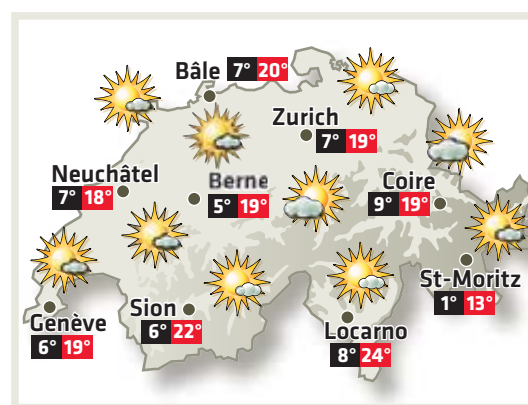 Bâle 7° 20°
Zurich
7° 19°
Neuchâtel
7° 18°
Berne
5° 19°
Coire
9° 19°
St-Moritz
1° 13°
Genève
6° 19°
Sion
6° 22°
Locarno
8° 24°